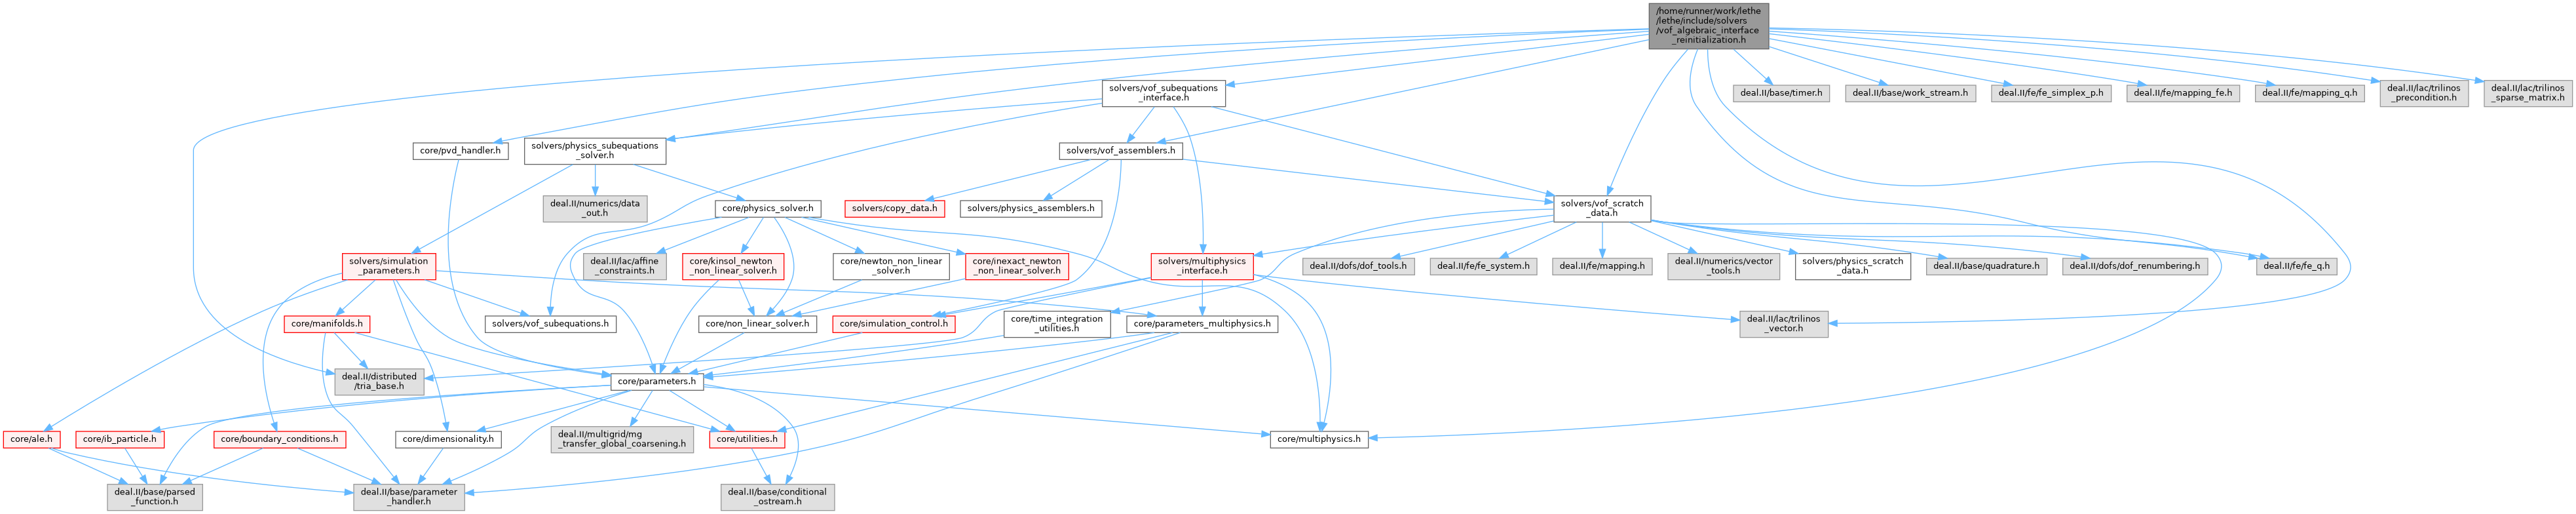 /home/runner/work/lethe
/lethe/include/solvers
/vof_algebraic_interface
_reinitialization.h
solvers/vof_subequations
_interface.h
deal.II/base/timer.h
deal.II/base/work_stream.h
deal.II/fe/fe_simplex_p.h
deal.II/fe/mapping_fe.h
deal.II/fe/mapping_q.h
deal.II/lac/trilinos
_precondition.h
deal.II/lac/trilinos
_sparse_matrix.h
core/pvd_handler.h
solvers/physics_subequations
_solver.h
solvers/vof_assemblers.h
deal.II/numerics/data
_out.h
core/physics_solver.h
solvers/copy_data.h
solvers/physics_assemblers.h
solvers/vof_scratch
_data.h
solvers/simulation
_parameters.h
deal.II/lac/affine
_constraints.h
core/kinsol_newton
_non_linear_solver.h
core/newton_non_linear
_solver.h
core/inexact_newton
_non_linear_solver.h
solvers/multiphysics
_interface.h
deal.II/dofs/dof_tools.h
deal.II/fe/fe_system.h
deal.II/fe/mapping.h
deal.II/numerics/vector
_tools.h
solvers/physics_scratch
_data.h
deal.II/base/quadrature.h
deal.II/dofs/dof_renumbering.h
deal.II/fe/fe_q.h
core/manifolds.h
solvers/vof_subequations.h
core/non_linear_solver.h
core/simulation_control.h
core/time_integration
_utilities.h
core/parameters_multiphysics.h
deal.II/lac/trilinos
_vector.h
deal.II/distributed
/tria_base.h
core/parameters.h
core/ale.h
core/ib_particle.h
core/boundary_conditions.h
core/dimensionality.h
deal.II/multigrid/mg
_transfer_global_coarsening.h
core/utilities.h
core/multiphysics.h
deal.II/base/parsed
_function.h
deal.II/base/parameter
_handler.h
deal.II/base/conditional
_ostream.h